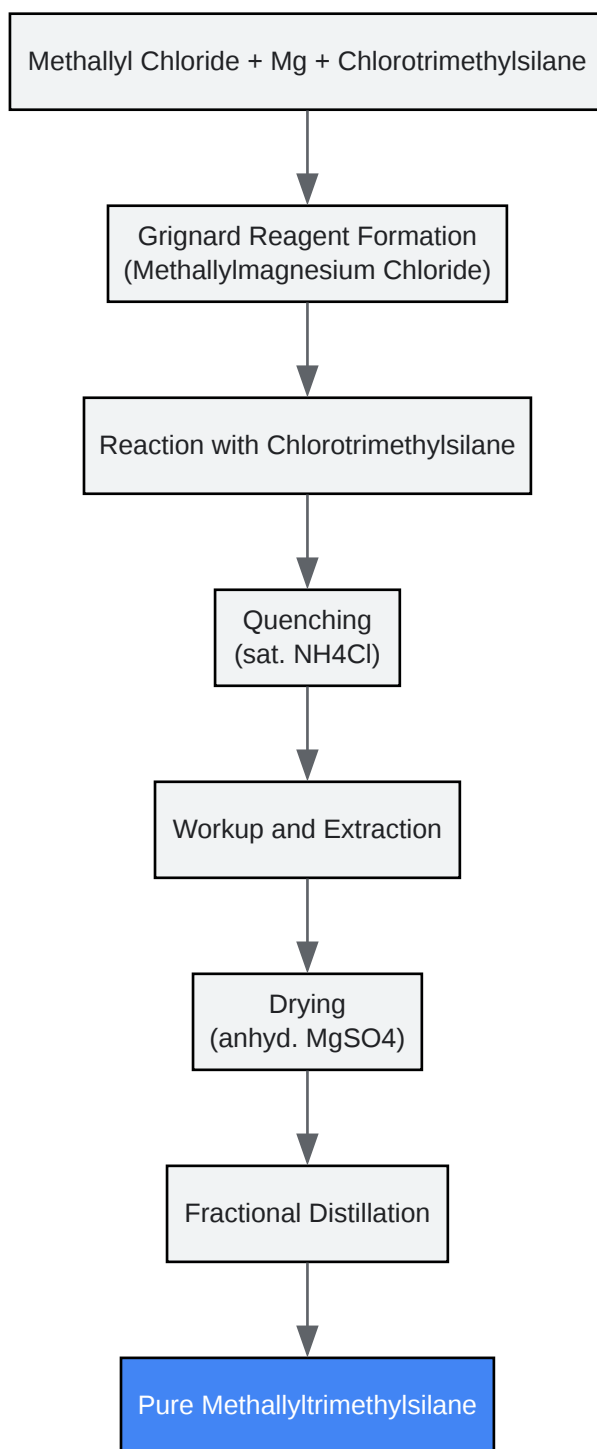 Methallyl Chloride + Mg + Chlorotrimethylsilane
Grignard Reagent Formation
(Methallylmagnesium Chloride)
Reaction with Chlorotrimethylsilane
Quenching
(sat. NH4Cl)
Workup and Extraction
Drying
(anhyd. MgSO4)
Fractional Distillation
Pure Methallyltrimethylsilane